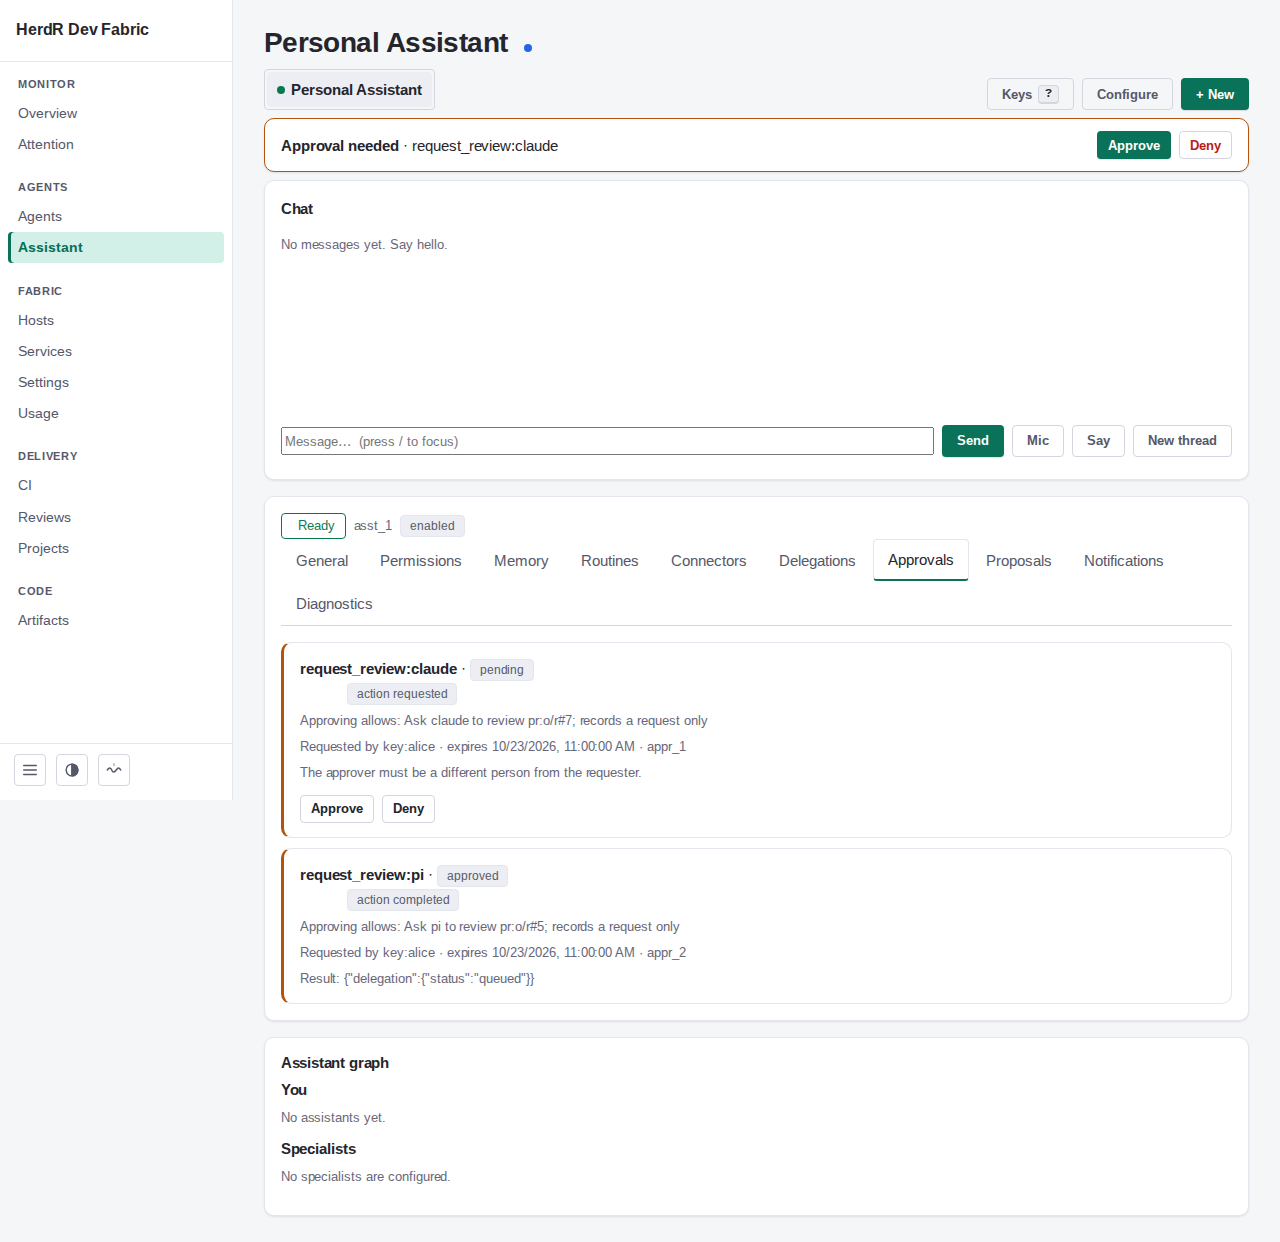 HerdR Dev Fabric
MONITOR
Overview
Attention
AGENTS
Agents
Assistant
FABRIC
Hosts
Services
Settings
Usage
DELIVERY
CI
Reviews
Projects
CODE
Artifacts
Personal Assistant
Personal Assistant
Keys ?
Configure
+ New
Approval needed · request_review:claude
Approve
Deny
Chat
No messages yet. Say hello.
Message… (press / to focus)
Send
Mic
Say
New thread
Ready asst_1 enabled
General Permissions Memory Routines Connectors Delegations Approvals Proposals Notifications
Diagnostics
request_review:claude · pending
action requested
Approving allows: Ask claude to review pr:o/r#7; records a request only
Requested by key:alice · expires 10/23/2026, 11:00:00 AM · appr_1
The approver must be a different person from the requester.
Approve Deny
request_review:pi · approved
action completed
Approving allows: Ask pi to review pr:o/r#5; records a request only
Requested by key:alice · expires 10/23/2026, 11:00:00 AM · appr_2
Result: {"delegation":{"status":"queued"}}
Assistant graph
You
No assistants yet.
Specialists
No specialists are configured.